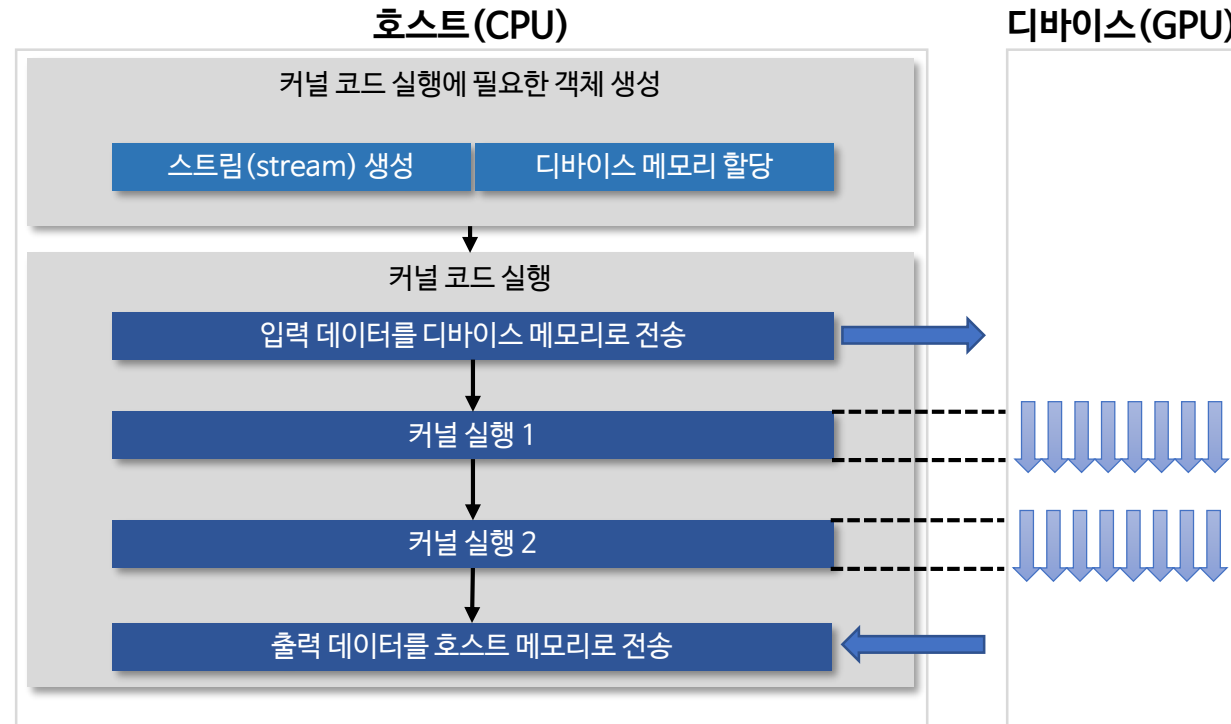 호스트(CPU)
디바이스(GPU)
커널 코드 실행에 필요한 객체 생성
스트림(stream) 생성
디바이스 메모리 할당
커널 코드 실행
입력 데이터를 디바이스 메모리로 전송
커널 실행 1
커널 실행 2
출력 데이터를 호스트 메모리로 전송